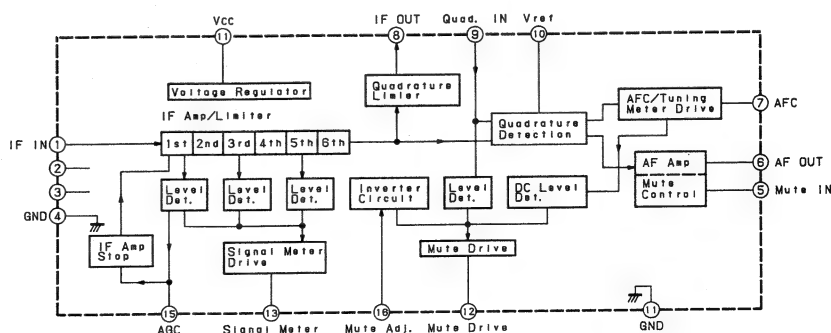 Vcc
IF OUT
Quad. IN
Vref
11
8
9
10
Voltage Regulator
Quadrature
Limier
IF Amp/Limiter
AFC/Tuning
Meter Drive
7
AFC
Quadrature
Detection
IF IN
1
1st 2nd 3rd 4th 5th 6th
2
3
AF Amp
6
AF OUT
Mute
Control
5
Mute IN
Level
Det.
Level
Det.
Level
Det.
Inverter
Circuit
Level
Det.
DC Level
Det.
GND
4
IF Amp
Stop
Signal Meter
Drive
Mute Drive
15
13
16
12
11
AGC
Signal Meter
Mute Adj.
Mute Drive
GND